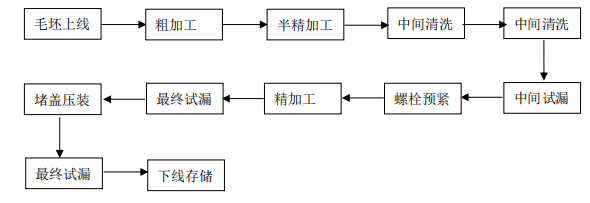 毛坯上线
粗加工
半精加工
中间清洗
中间清洗
中间试漏
螺栓预紧
精加工
最终试漏
堵盖压装
最终试漏
下线存储